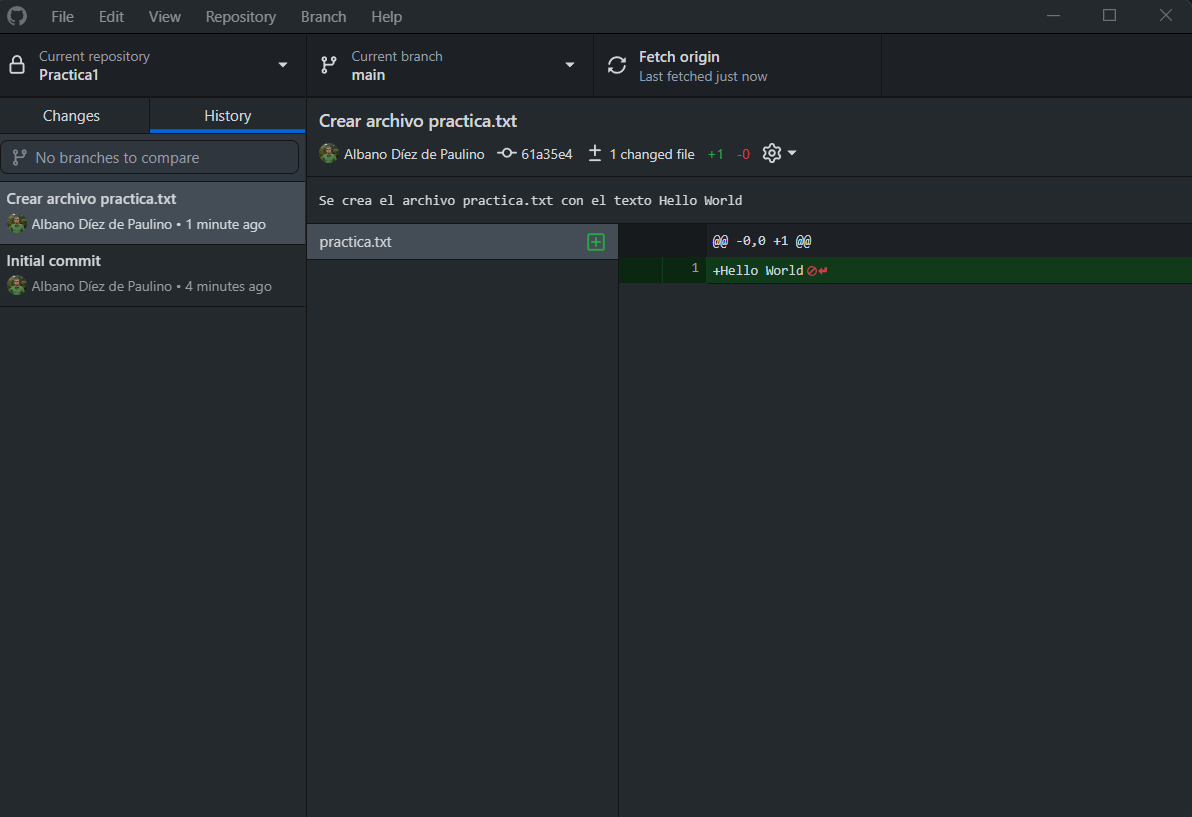 File Edit View Repository Branch Help
Current repository
Practica1
Current branch
main
Fetch origin
Last fetched just now
Changes
History
No branches to compare
Crear archivo practica.txt
Albano Díez de Paulino • 1 minute ago
Initial commit
Albano Díez de Paulino • 4 minutes ago
Crear archivo practica.txt
Albano Díez de Paulino 61a35e4 1 changed file +1 -0
Se crea el archivo practica.txt con el texto Hello World
practica.txt
@@ -0,0 +1 @@
1 +Hello World